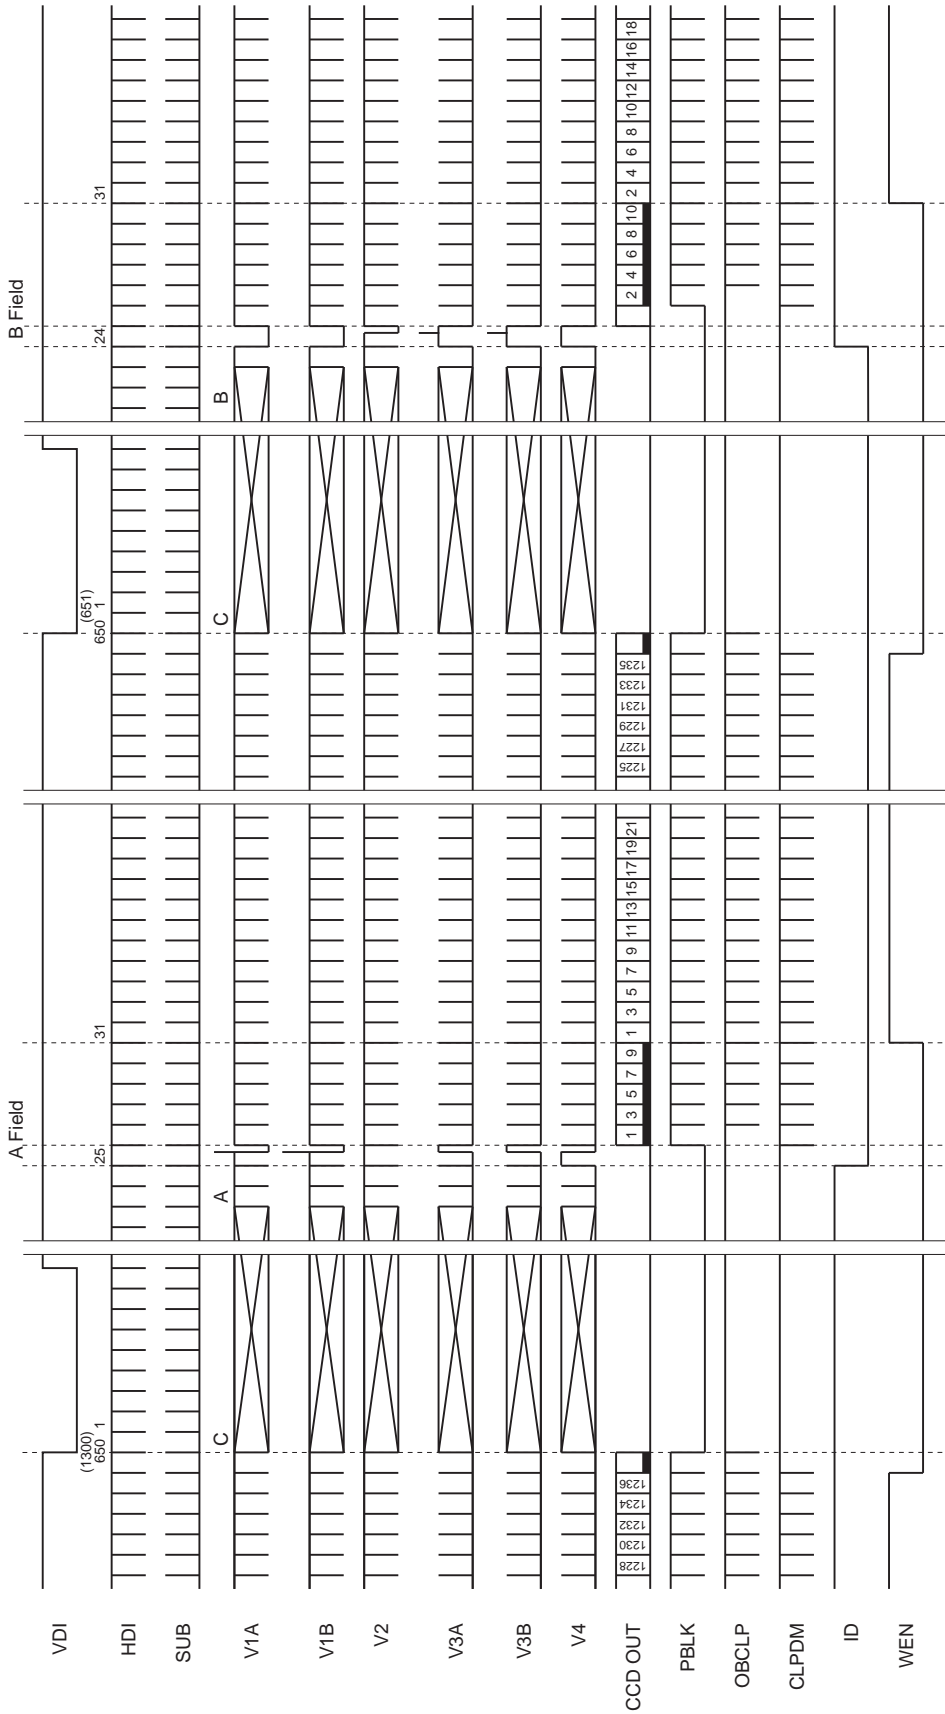 A Field
B Field
VDI
(1300)
650 1
25
31
(651)
650 1
24
31
HDI
SUB
C
A
C
B
V1A
V1B
V2
V3A
V3B
V4
CCD OUT
1228 1230 1232 1234 1236
1 3 5 7 9 1 3 5 7 9 11 13 15 17 19 21
1225 1227 1229 1231 1233 1235
2 4 6 8 10 2 4 6 8 10 12 14 16 18
PBLK
OBCLP
CLPDM
ID
WEN